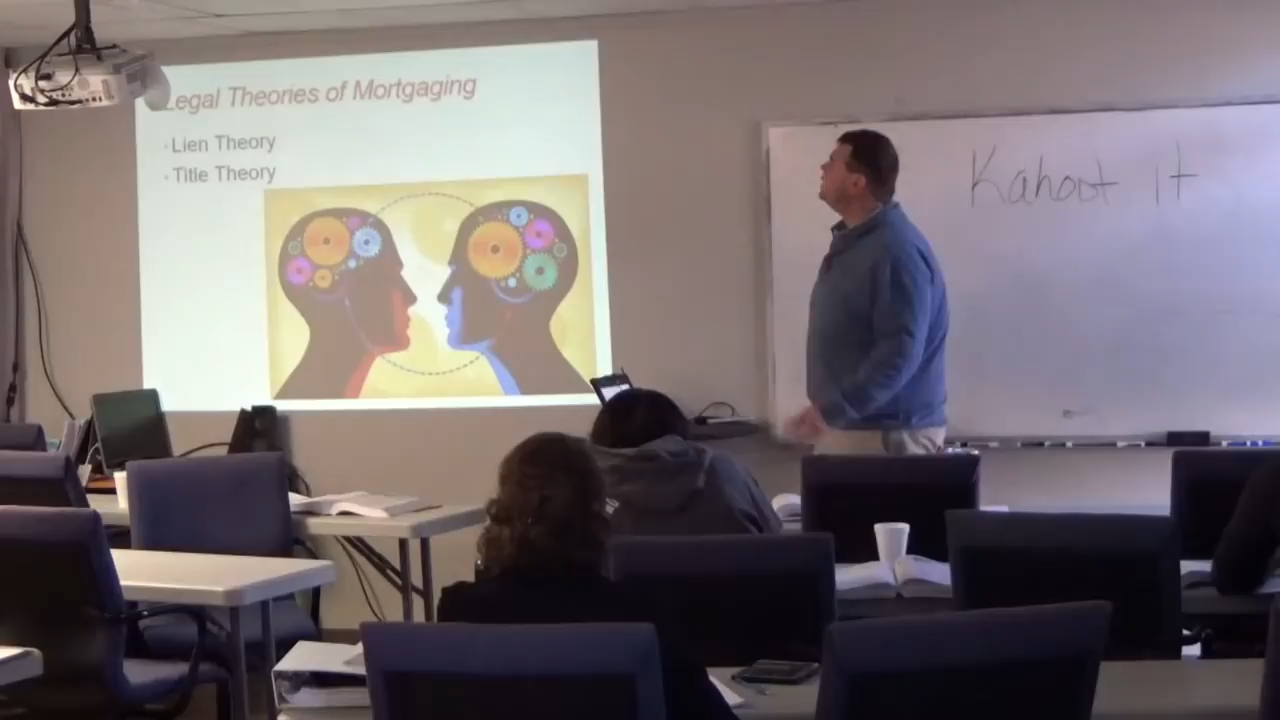 Legal Theories of Mortgaging
· Lien Theory
· Title Theory
Kahoot it